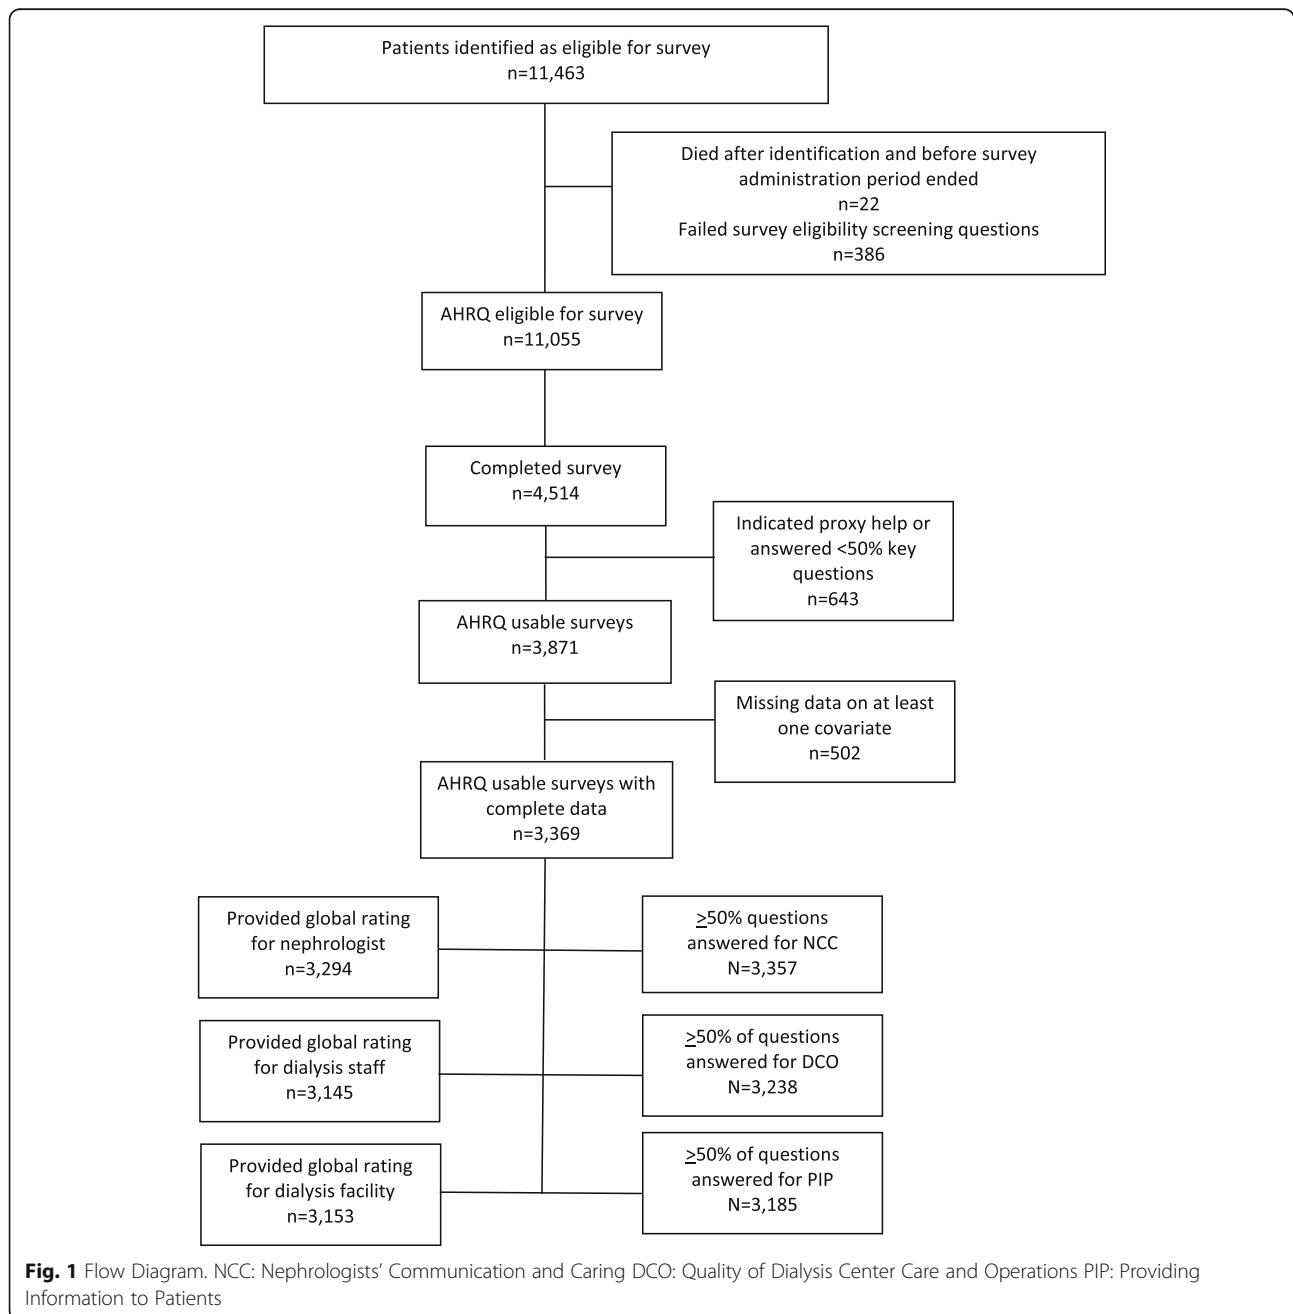 Patients identified as eligible for survey
n=11,463
Died after identification and before survey
administration period ended
n=22
Failed survey eligibility screening questions
n=386
AHRQ eligible for survey
n=11,055
Completed survey
n=4,514
Indicated proxy help or
answered <50% key
questions
n=643
AHRQ usable surveys
n=3,871
Missing data on at least
one covariate
n=502
AHRQ usable surveys with
complete data
n=3,369
Provided global rating
for nephrologist
n=3,294
≥50% questions
answered for NCC
N=3,357
Provided global rating
for dialysis staff
n=3,145
≥50% of questions
answered for DCO
N=3,238
Provided global rating
for dialysis facility
n=3,153
≥50% of questions
answered for PIP
N=3,185
Fig. 1 Flow Diagram. NCC: Nephrologists’ Communication and Caring DCO: Quality of Dialysis Center Care and Operations PIP: Providing
Information to Patients